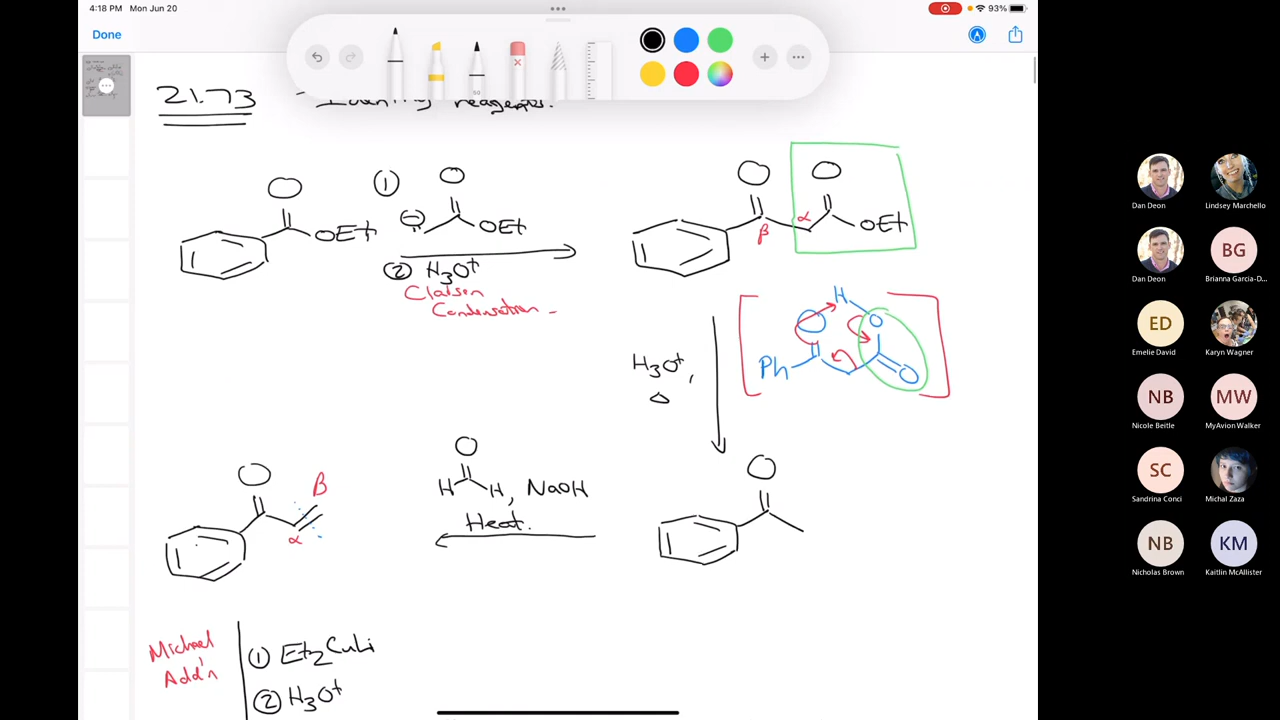 4:18 PM Mon Jun 20
93%
Done
21.73
Identify reagents.
O
OEt
①
O
⊖
OEt
② H₃O⁺
Claisen
Condensation
O
O
β
α
OEt
H₃O⁺,
△
H
O
O
Ph
O
O
H H, NaOH
Heat.
O
O
β
α
Michael
Add'n
① Et₂CuLi
② H₃O⁺
Dan Deon
Lindsey Marchello
Dan Deon
BG
Brianna Garcia-D...
ED
Emelie David
Karyn Wagner
NB
Nicole Beitle
MW
MyAvion Walker
SC
Sandrina Conci
Michal Zaza
NB
Nicholas Brown
KM
Kaitlin McAllister